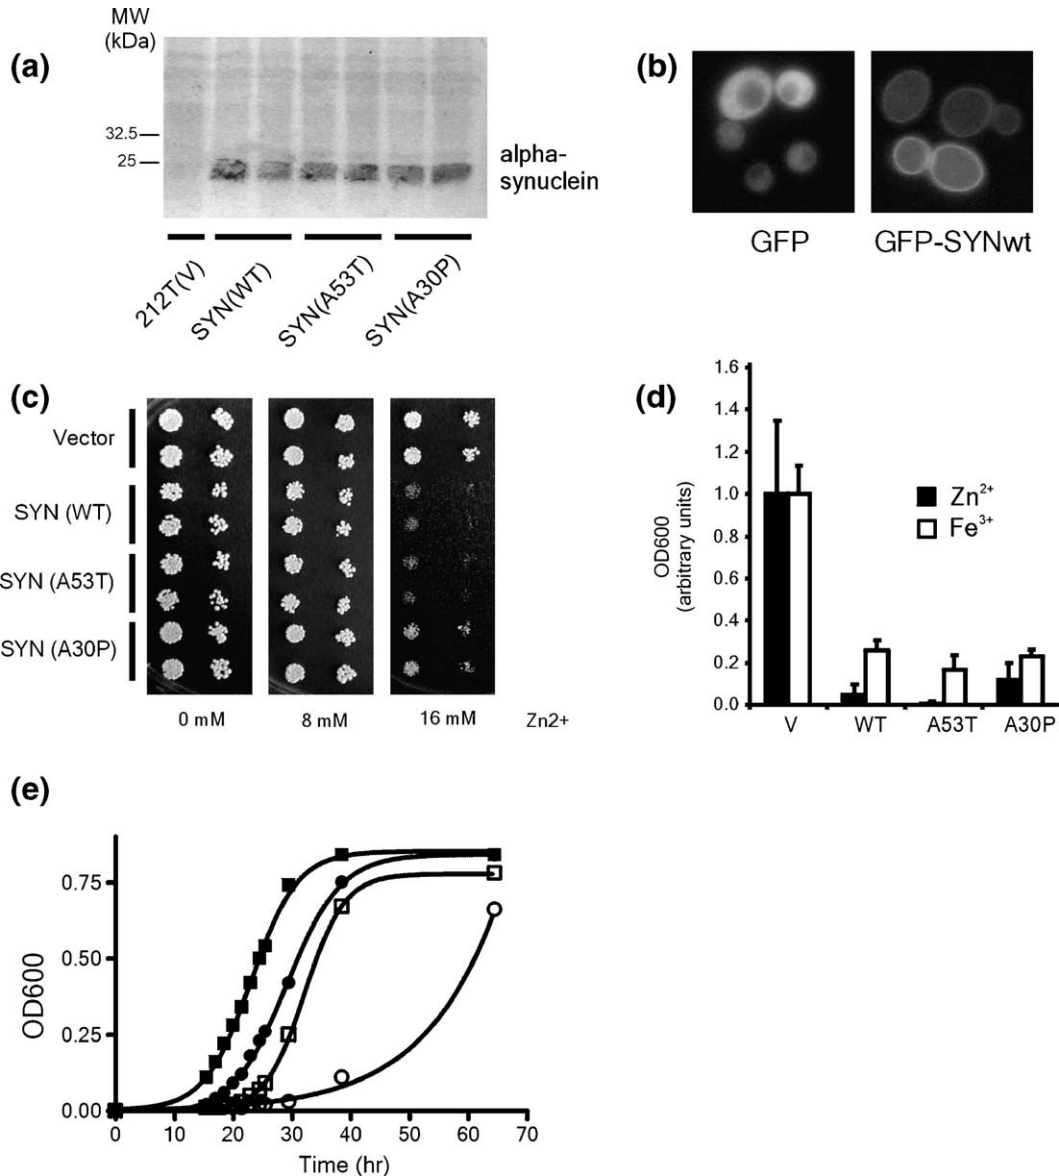 (a)
MW
(kDa)
32.5
25
alpha-
synuclein
212T(V)
SYN(WT)
SYN(A53T)
SYN(A30P)
(b)
GFP
GFP-SYNwt
(c)
Vector
SYN (WT)
SYN (A53T)
SYN (A30P)
0 mM
8 mM
16 mM
Zn2+
(d)
OD600
(arbitrary units)
1.6
1.4
1.2
1.0
0.8
0.6
0.4
0.2
0.0
Zn²⁺
Fe³⁺
V
WT
A53T
A30P
(e)
OD600
0.75
0.50
0.25
0.00
0
10
20
30
40
50
60
70
Time (hr)